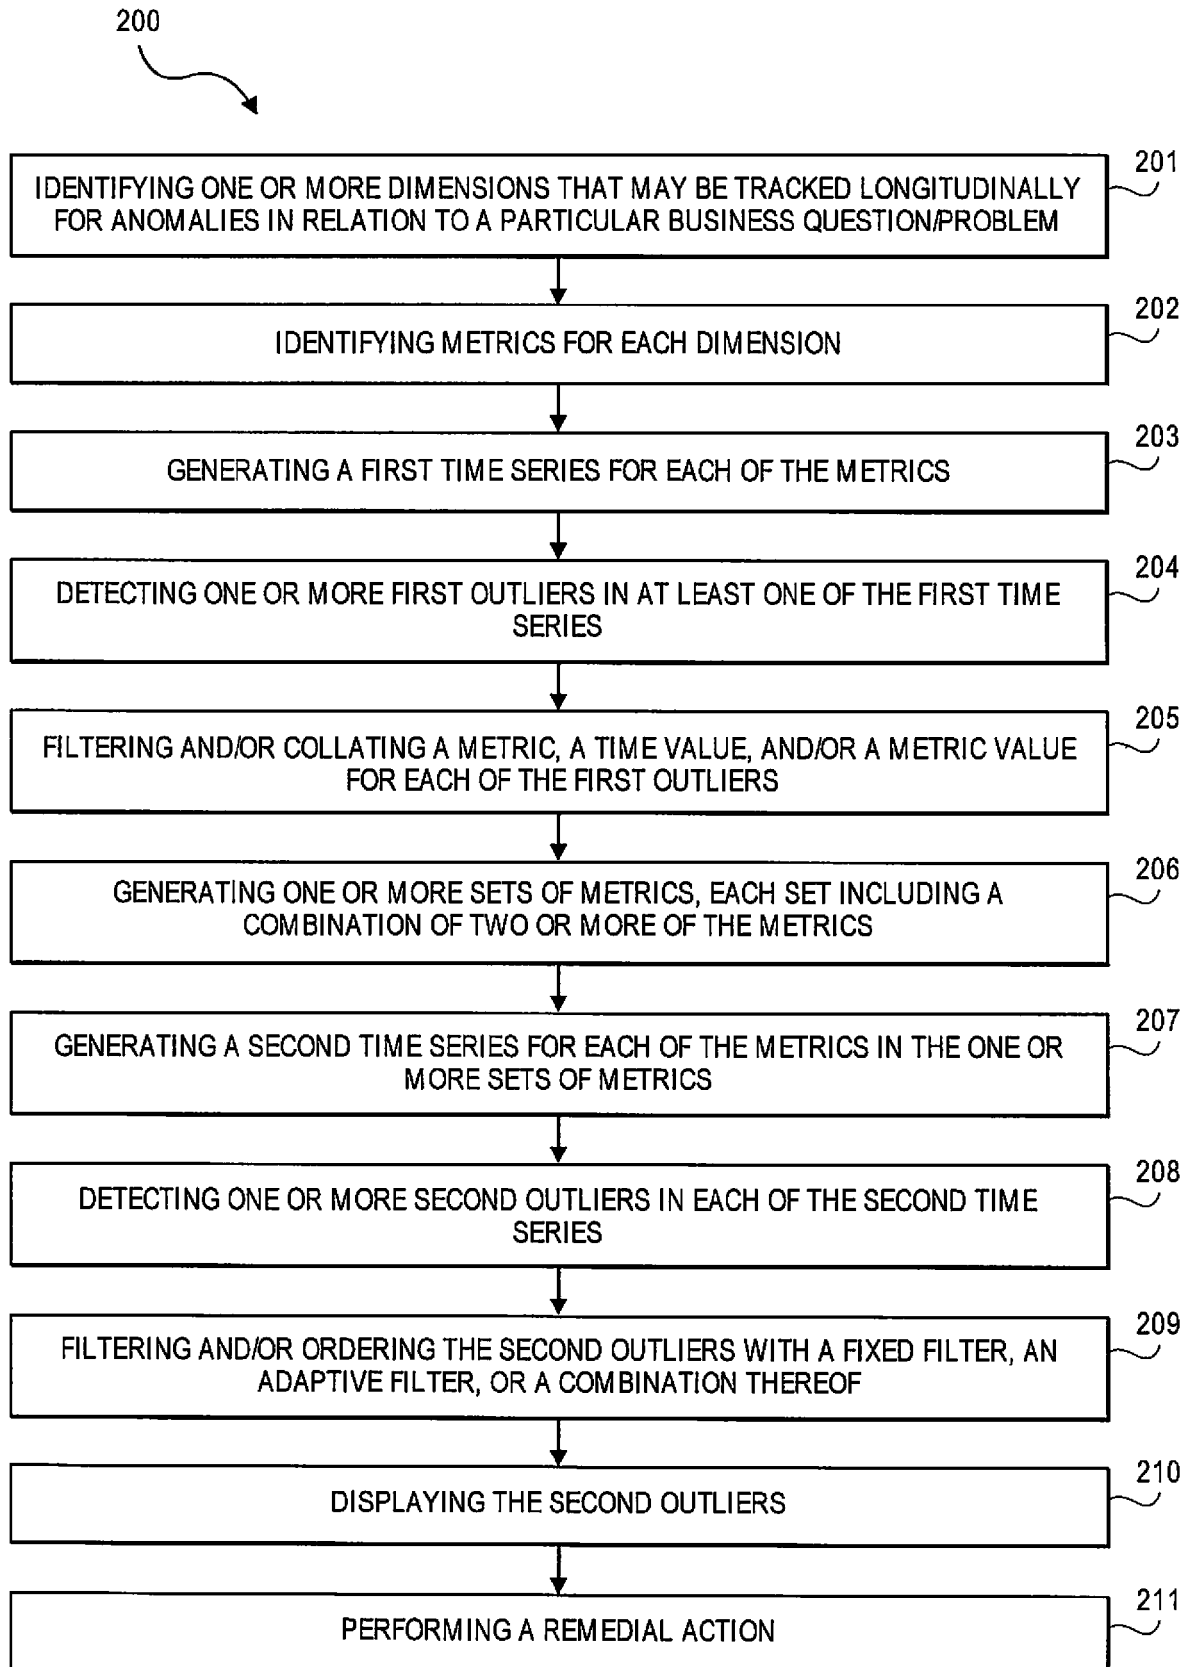 200
201
IDENTIFYING ONE OR MORE DIMENSIONS THAT MAY BE TRACKED LONGITUDINALLY
FOR ANOMALIES IN RELATION TO A PARTICULAR BUSINESS QUESTION/PROBLEM
202
IDENTIFYING METRICS FOR EACH DIMENSION
203
GENERATING A FIRST TIME SERIES FOR EACH OF THE METRICS
204
DETECTING ONE OR MORE FIRST OUTLIERS IN AT LEAST ONE OF THE FIRST TIME
SERIES
205
FILTERING AND/OR COLLATING A METRIC, A TIME VALUE, AND/OR A METRIC VALUE
FOR EACH OF THE FIRST OUTLIERS
206
GENERATING ONE OR MORE SETS OF METRICS, EACH SET INCLUDING A
COMBINATION OF TWO OR MORE OF THE METRICS
207
GENERATING A SECOND TIME SERIES FOR EACH OF THE METRICS IN THE ONE OR
MORE SETS OF METRICS
208
DETECTING ONE OR MORE SECOND OUTLIERS IN EACH OF THE SECOND TIME
SERIES
209
FILTERING AND/OR ORDERING THE SECOND OUTLIERS WITH A FIXED FILTER, AN
ADAPTIVE FILTER, OR A COMBINATION THEREOF
210
DISPLAYING THE SECOND OUTLIERS
211
PERFORMING A REMEDIAL ACTION